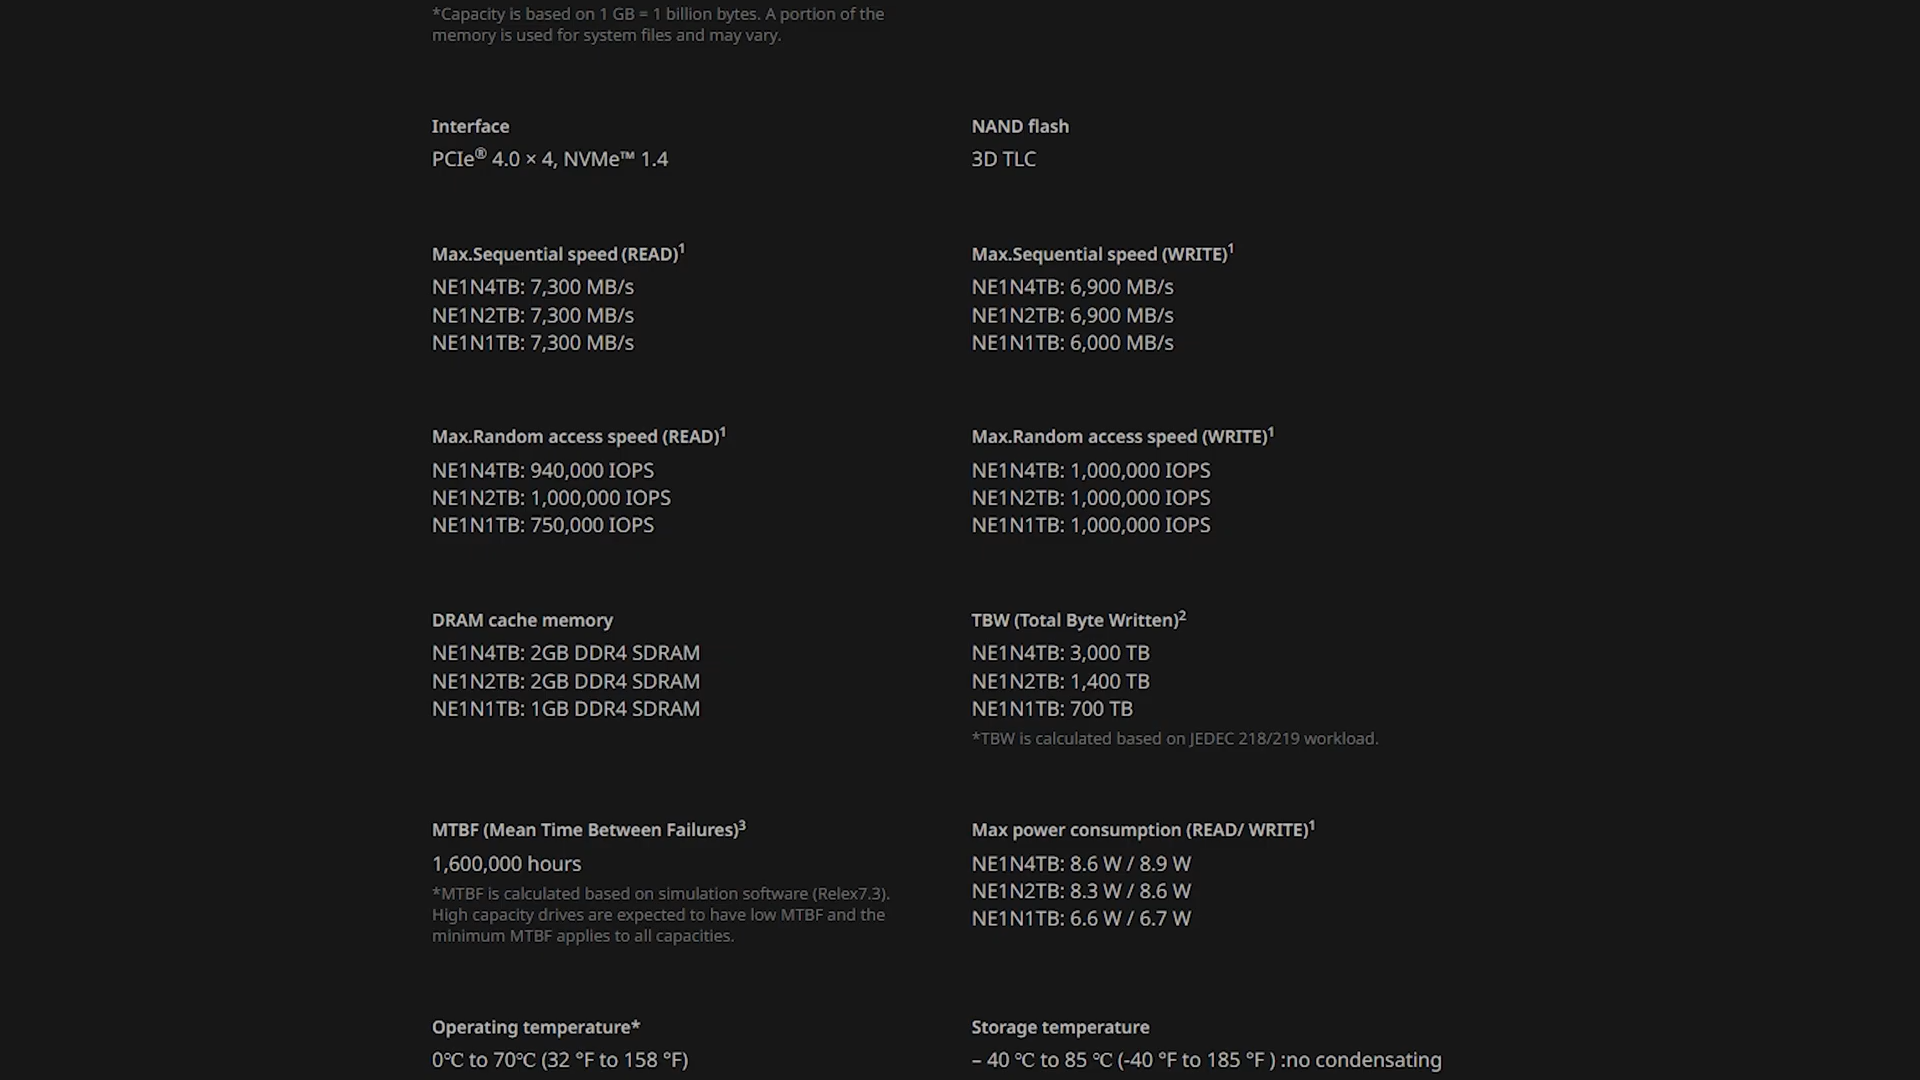 *Capacity is based on 1 GB = 1 billion bytes. A portion of the
memory is used for system files and may vary.
Interface
PCIe® 4.0 × 4, NVMe™ 1.4
NAND flash
3D TLC
Max.Sequential speed (READ)1
NE1N4TB: 7,300 MB/s
NE1N2TB: 7,300 MB/s
NE1N1TB: 7,300 MB/s
Max.Sequential speed (WRITE)1
NE1N4TB: 6,900 MB/s
NE1N2TB: 6,900 MB/s
NE1N1TB: 6,000 MB/s
Max.Random access speed (READ)1
NE1N4TB: 940,000 IOPS
NE1N2TB: 1,000,000 IOPS
NE1N1TB: 750,000 IOPS
Max.Random access speed (WRITE)1
NE1N4TB: 1,000,000 IOPS
NE1N2TB: 1,000,000 IOPS
NE1N1TB: 1,000,000 IOPS
DRAM cache memory
NE1N4TB: 2GB DDR4 SDRAM
NE1N2TB: 2GB DDR4 SDRAM
NE1N1TB: 1GB DDR4 SDRAM
TBW (Total Byte Written)2
NE1N4TB: 3,000 TB
NE1N2TB: 1,400 TB
NE1N1TB: 700 TB
*TBW is calculated based on JEDEC 218/219 workload.
MTBF (Mean Time Between Failures)3
1,600,000 hours
*MTBF is calculated based on simulation software (Relex7.3).
High capacity drives are expected to have low MTBF and the
minimum MTBF applies to all capacities.
Max power consumption (READ/ WRITE)1
NE1N4TB: 8.6 W / 8.9 W
NE1N2TB: 8.3 W / 8.6 W
NE1N1TB: 6.6 W / 6.7 W
Operating temperature*
0℃ to 70℃ (32 °F to 158 °F)
Storage temperature
– 40 ℃ to 85 ℃ (-40 °F to 185 °F ) :no condensating